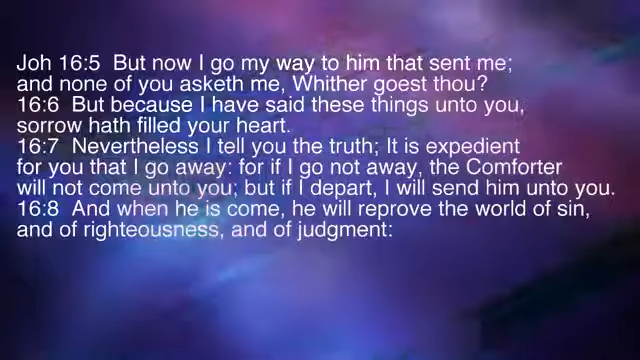 Joh 16:5  But now I go my way to him that sent me;
and none of you asketh me, Whither goest thou?
16:6  But because I have said these things unto you,
sorrow hath filled your heart.
16:7  Nevertheless I tell you the truth; It is expedient
for you that I go away: for if I go not away, the Comforter
will not come unto you; but if I depart, I will send him unto you.
16:8  And when he is come, he will reprove the world of sin,
and of righteousness, and of judgment: